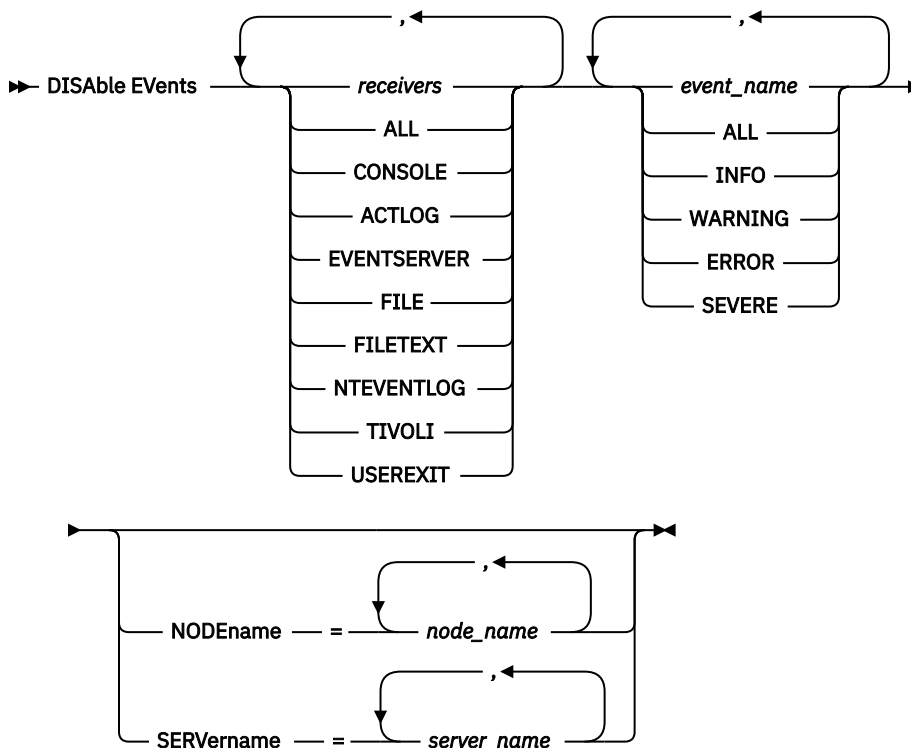 , ,
DISAble EVents receivers event_name
ALL ALL
CONSOLE INFO
ACTLOG WARNING
EVENTSERVER ERROR
FILE SEVERE
FILETEXT
NTEVENTLOG
TIVOLI
USEREXIT
,
NODEname = node_name
,
SERVername = server_name